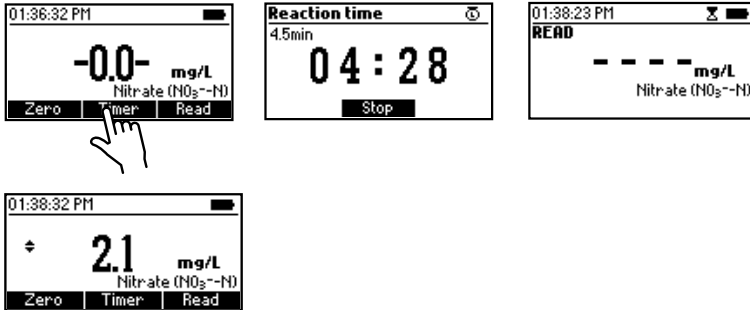 01:36:32 PM
-0.0- mg/L
Nitrate (NO₃⁻-N)
Zero Timer Read
Reaction time
4.5min
04:28
Stop
01:38:23 PM
READ
- - - - mg/L
Nitrate (NO₃⁻-N)
01:38:32 PM
2.1 mg/L
Nitrate (NO₃⁻-N)
Zero Timer Read